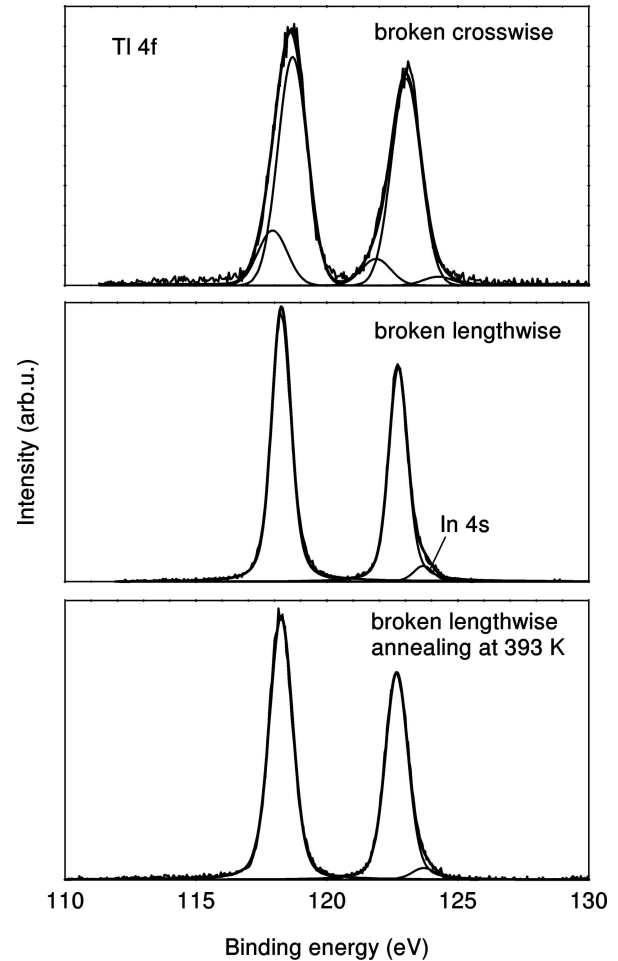 Tl 4f
broken crosswise
broken lengthwise
In 4s
broken lengthwise
annealing at 393 K
Intensity (arb.u.)
110 115 120 125 130
Binding energy (eV)